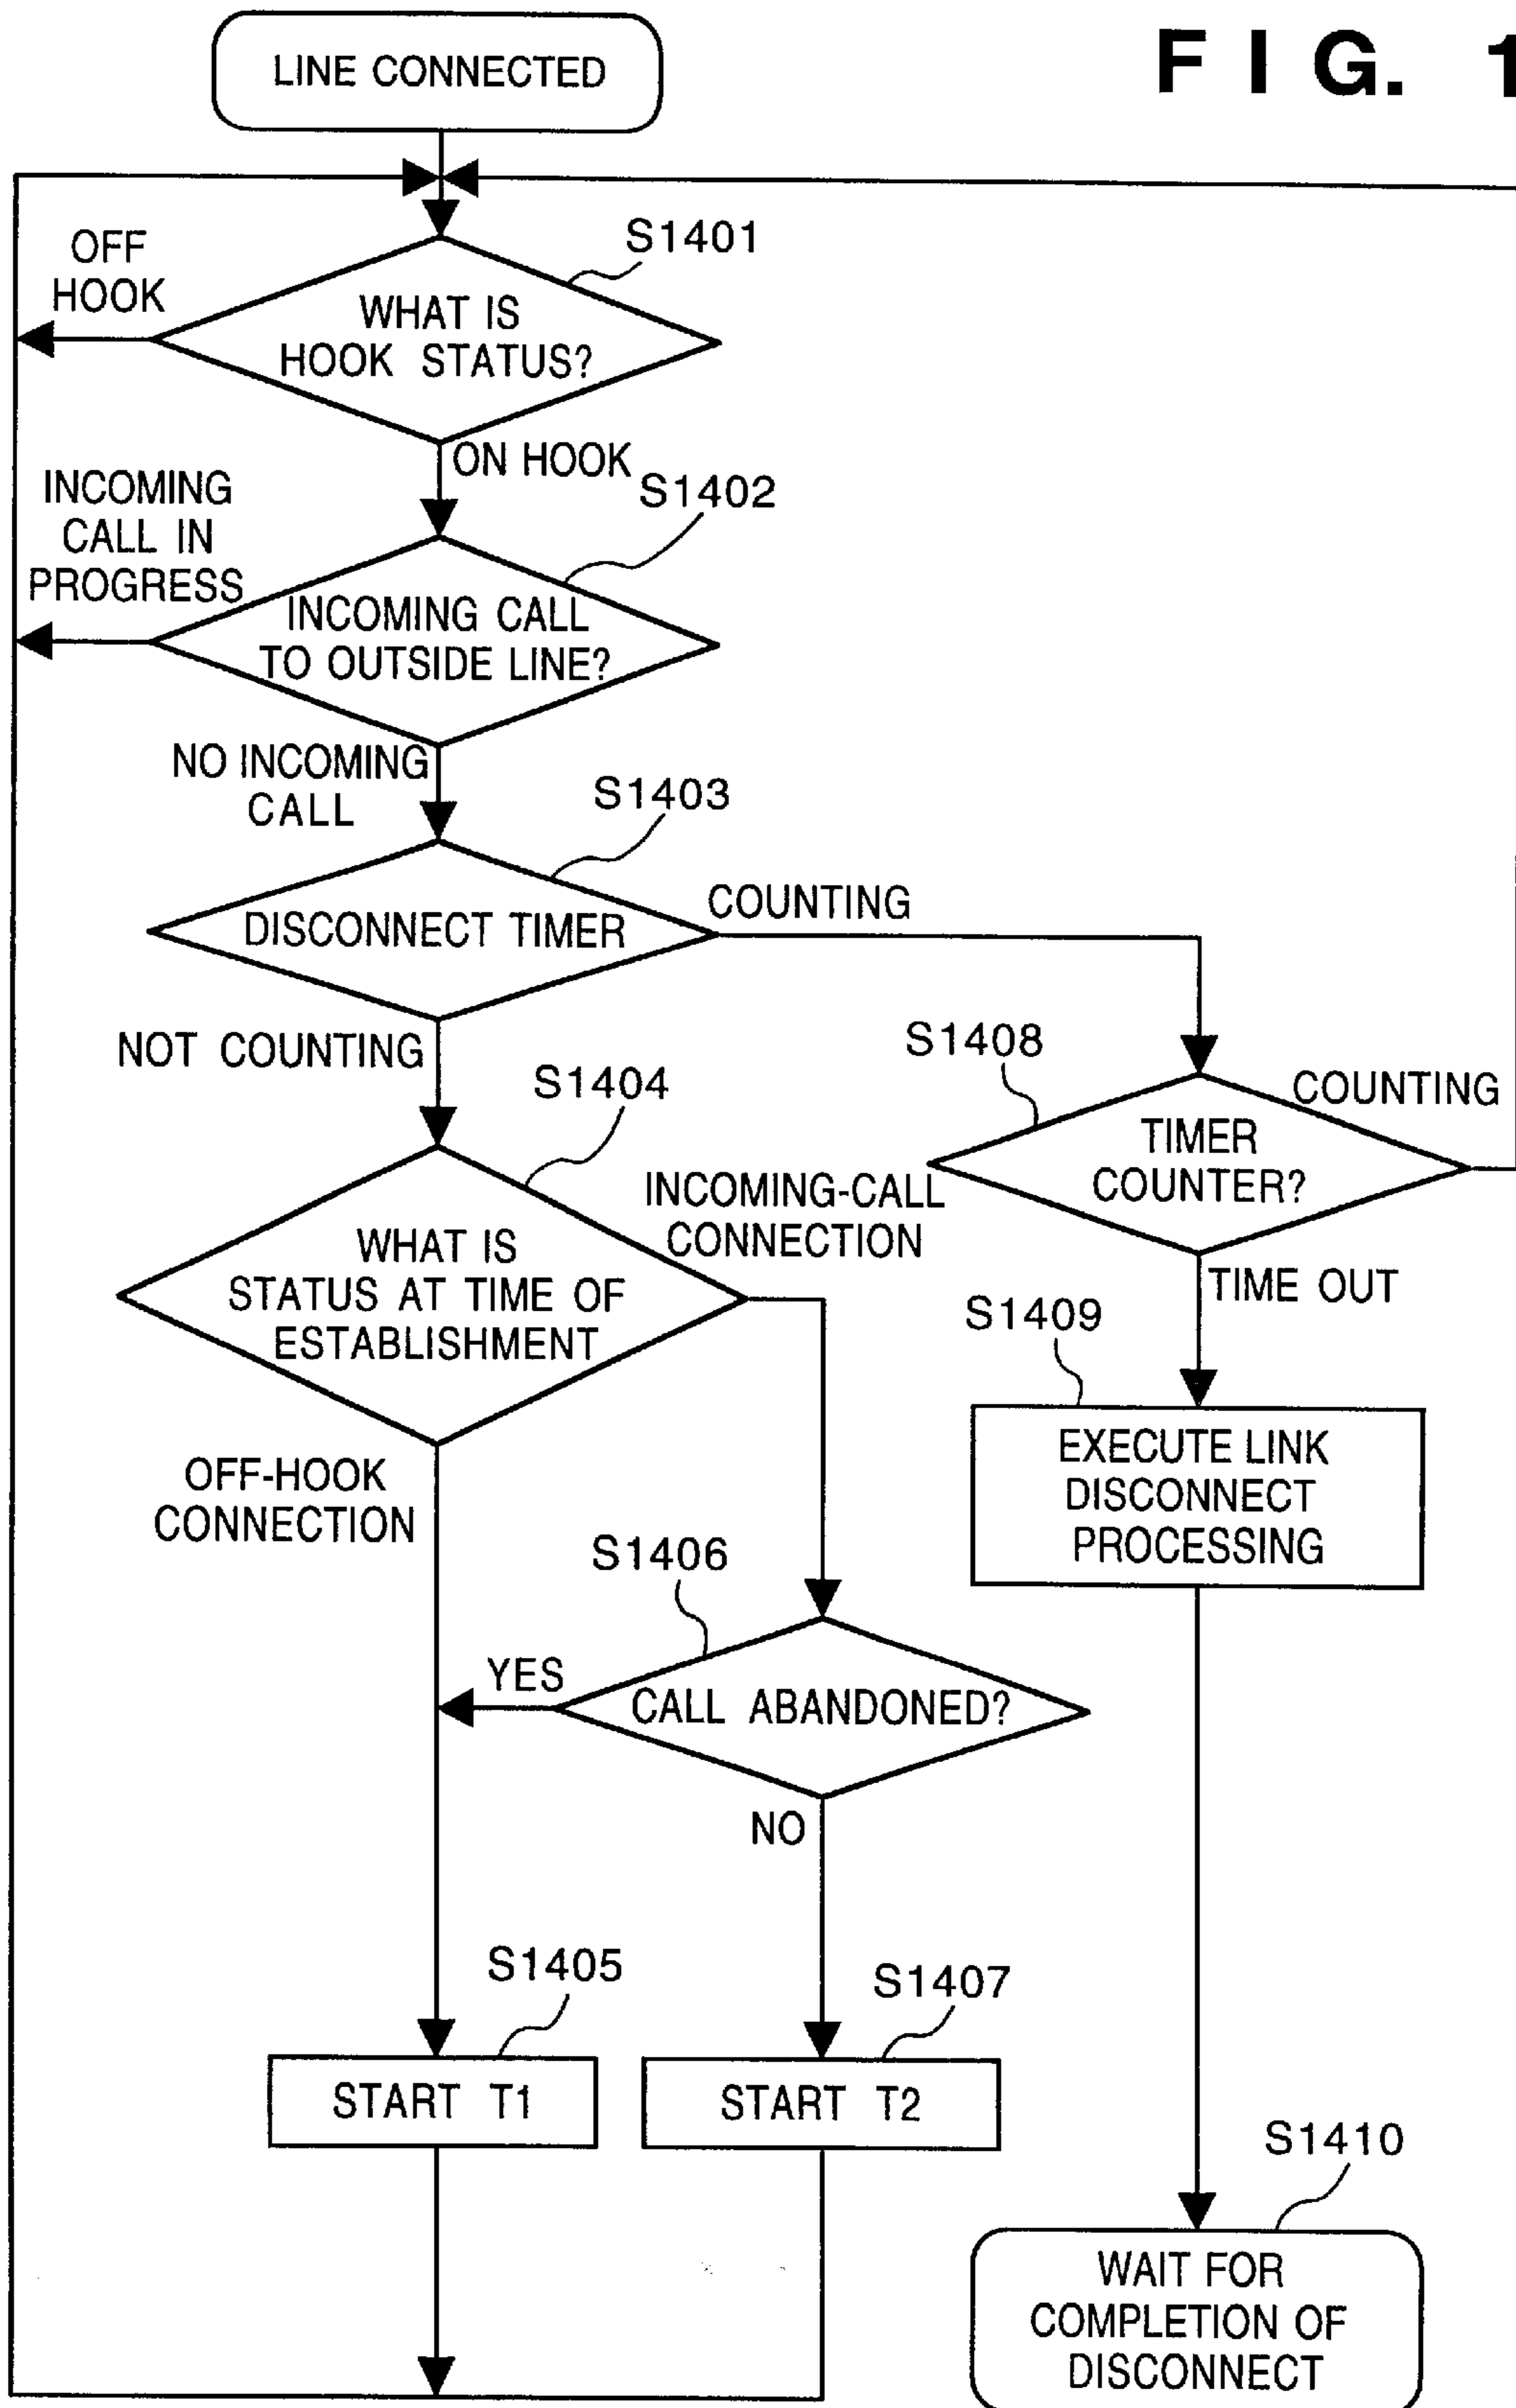 FIG. 1
LINE CONNECTED
OFF
HOOK
S1401
WHAT IS
HOOK STATUS?
ON HOOK
S1402
INCOMING
CALL IN
PROGRESS
INCOMING CALL
TO OUTSIDE LINE?
NO INCOMING
CALL
S1403
DISCONNECT TIMER
COUNTING
NOT COUNTING
S1404
S1408
COUNTING
TIMER
COUNTER?
INCOMING-CALL
CONNECTION
WHAT IS
STATUS AT TIME OF
ESTABLISHMENT
TIME OUT
S1409
EXECUTE LINK
DISCONNECT
PROCESSING
OFF-HOOK
CONNECTION
S1406
YES
CALL ABANDONED?
NO
S1405
S1407
START T1
START T2
S1410
WAIT FOR
COMPLETION OF
DISCONNECT